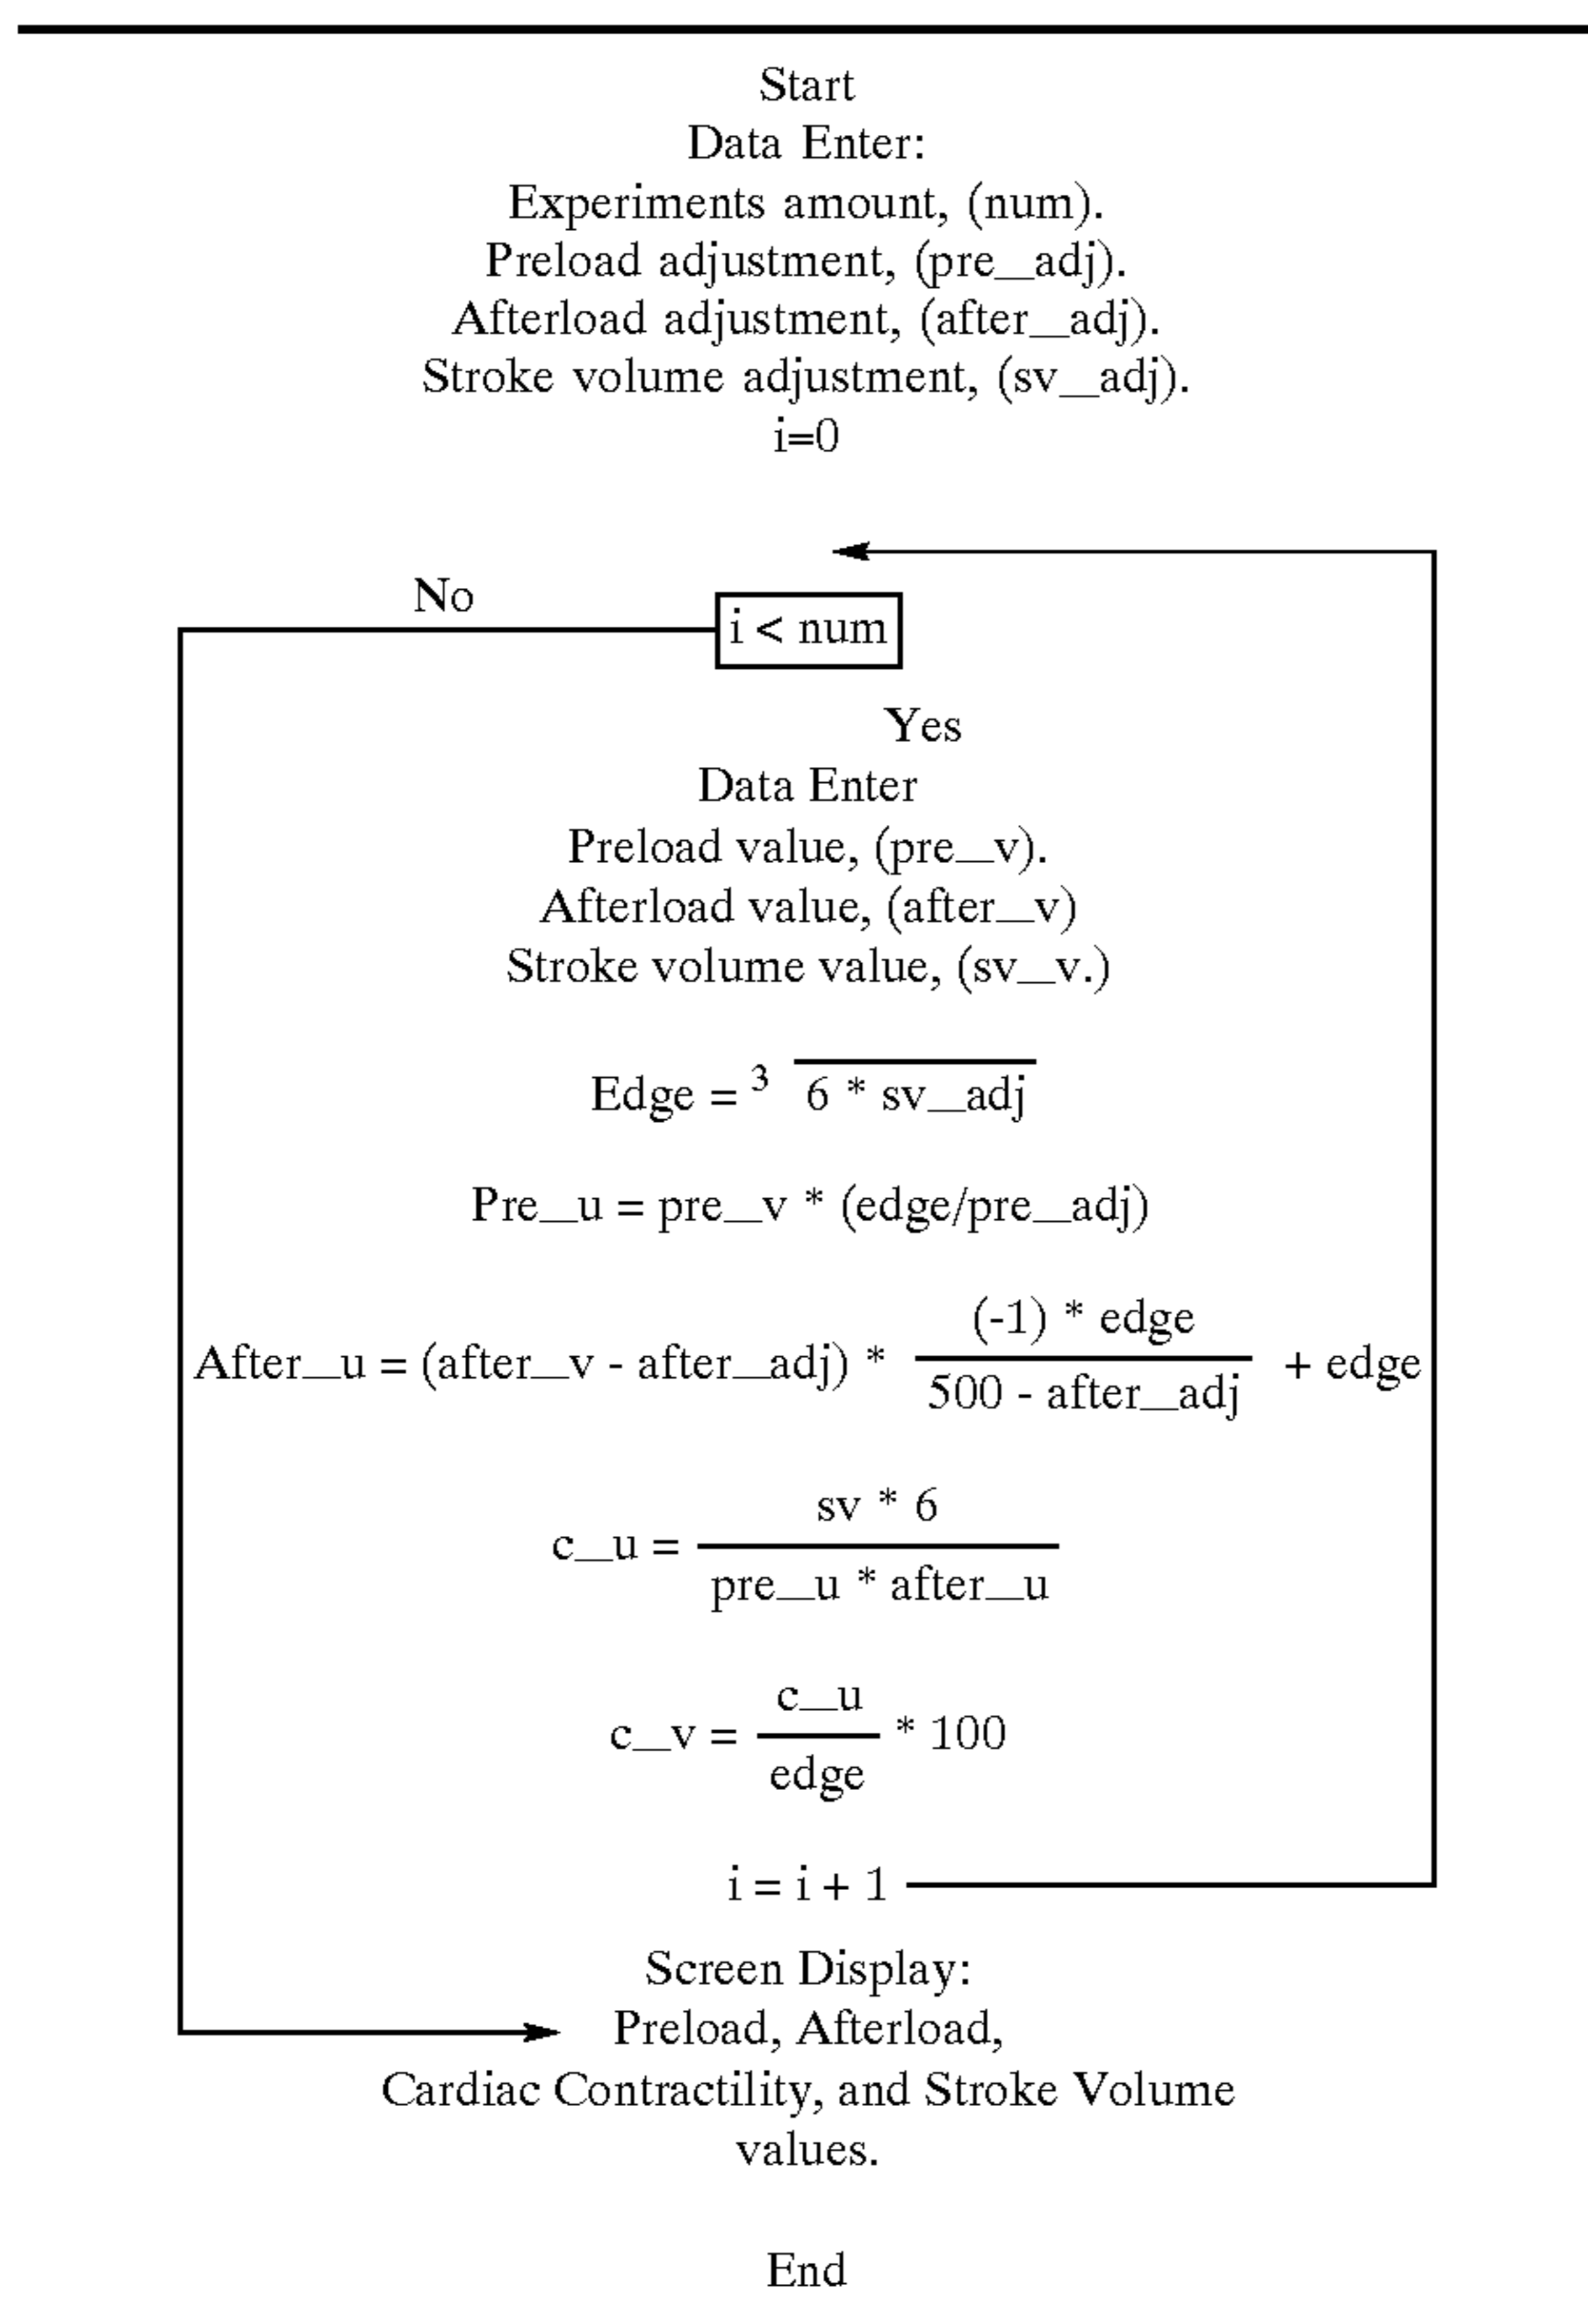 Start
Data Enter:
Experiments amount, (num).
Preload adjustment, (pre_adj).
Afterload adjustment, (after_adj).
Stroke volume adjustment, (sv_adj).
i=0
No
i < num
Yes
Data Enter
Preload value, (pre_v).
Afterload value, (after_v)
Stroke volume value, (sv_v.)
Edge = 3 6 * sv_adj
Pre_u = pre_v * (edge/pre_adj)
(-1) * edge
After_u = (after_v - after_adj) * + edge
500 - after_adj
sv * 6
c_u =
pre_u * after_u
c_u
c_v = * 100
edge
i = i + 1
Screen Display:
Preload, Afterload,
Cardiac Contractility, and Stroke Volume
values.
End